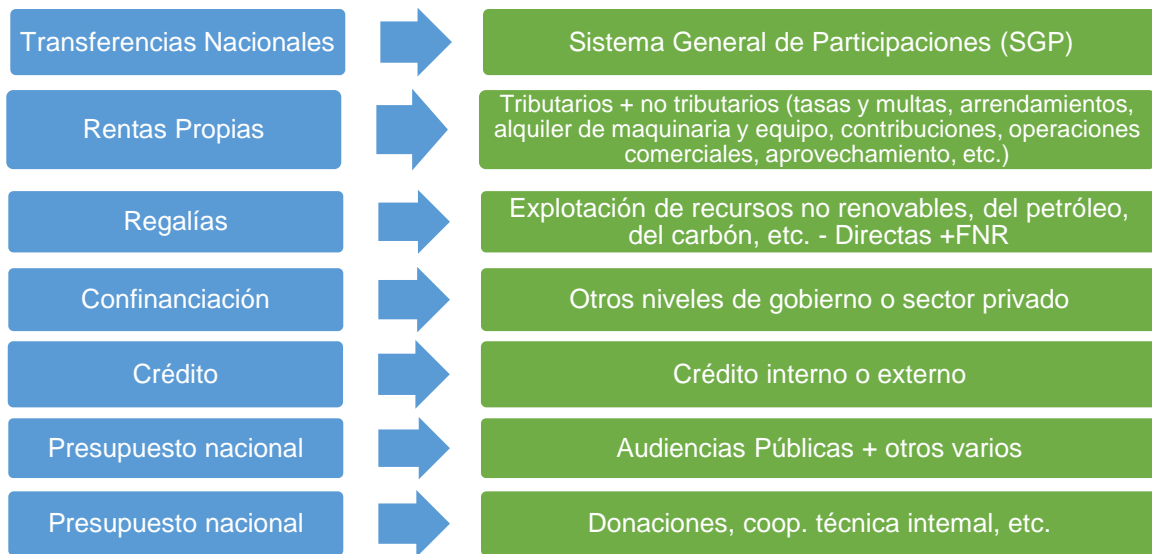 Transferencias Nacionales
Sistema General de Participaciones (SGP)
Rentas Propias
Tributarios + no tributarios (tasas y multas, arrendamientos,
alquiler de maquinaria y equipo, contribuciones, operaciones
comerciales, aprovechamiento, etc.)
Regalías
Explotación de recursos no renovables, del petróleo,
del carbón, etc. - Directas +FNR
Confinanciación
Otros niveles de gobierno o sector privado
Crédito
Crédito interno o externo
Presupuesto nacional
Audiencias Públicas + otros varios
Presupuesto nacional
Donaciones, coop. técnica internal, etc.